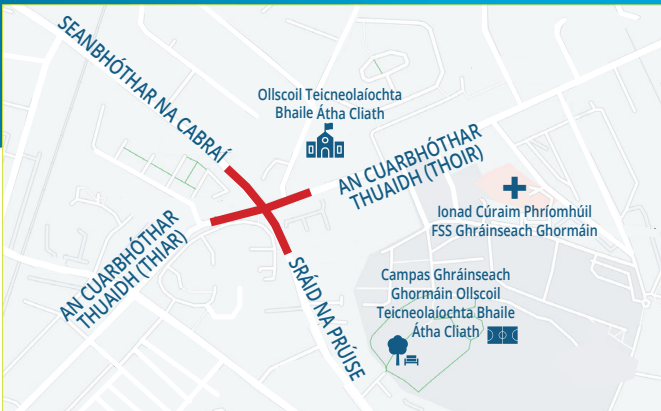 SEANBHÓTHAR NA CABRAÍ
Ollscoil Teicneolaíochta
Bhaile Átha Cliath
AN CUARBHÓTHAR
THUAIDH (THOIR)
Ionad Cúraim Phríomhúil
FSS Ghráinseach Ghormáin
AN CUARBHÓTHAR
THUAIDH (THIAR)
SRÁID NA PRÚISE
Campas Ghráinseach
Ghormáin Ollscoil
Teicneolaíochta Bhaile
Átha Cliath